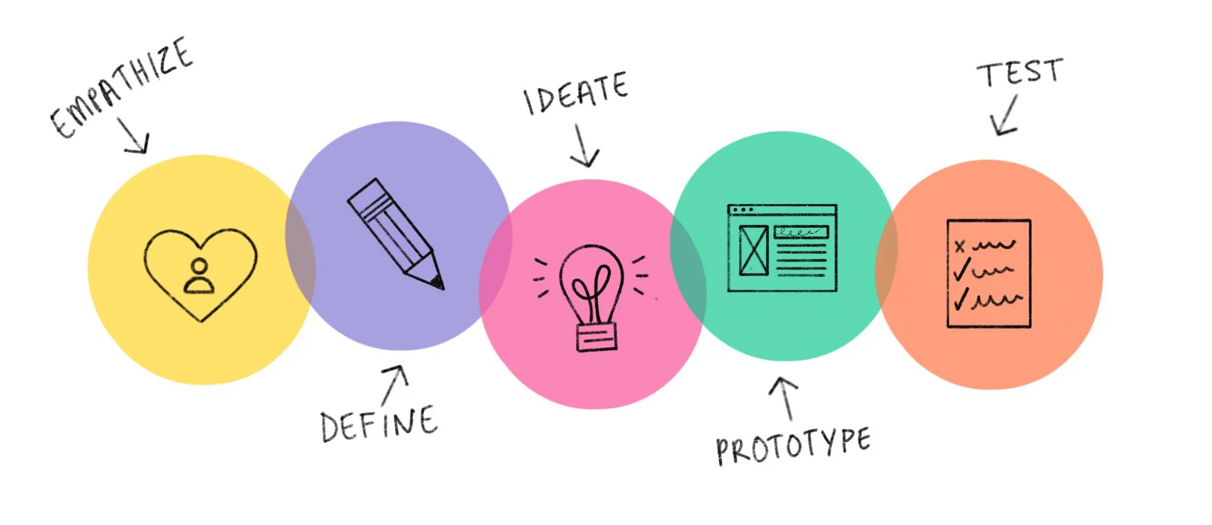 EMPATHIZE
DEFINE
IDEATE
PROTOTYPE
TEST